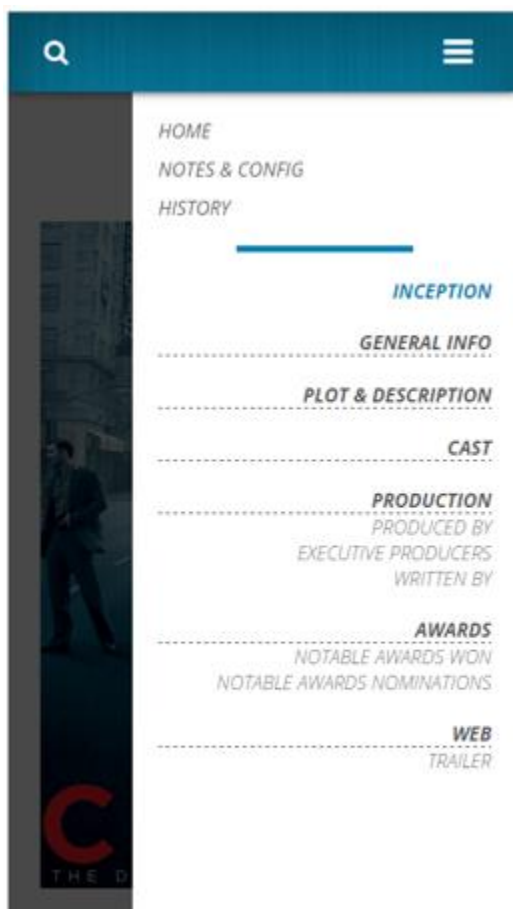 HOME
NOTES & CONFIG
HISTORY
INCEPTION
GENERAL INFO
PLOT & DESCRIPTION
CAST
PRODUCTION
PRODUCED BY
EXECUTIVE PRODUCERS
WRITTEN BY
AWARDS
NOTABLE AWARDS WON
NOTABLE AWARDS NOMINATIONS
WEB
TRAILER
C
THE D